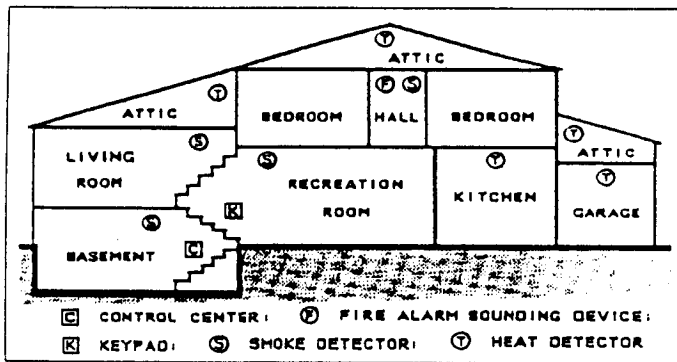 T
ATTIC
T
F S
ATTIC
BEDROOM
HALL
BEDROOM
T
S
ATTIC
LIVING
ROOM
S
T
RECREATION
ROOM
KITCHEN
T
GARAGE
K
S
BASEMENT
C
C CONTROL CENTER; F FIRE ALARM SOUNDING DEVICE;
K KEYPAD; S SMOKE DETECTOR; T HEAT DETECTOR